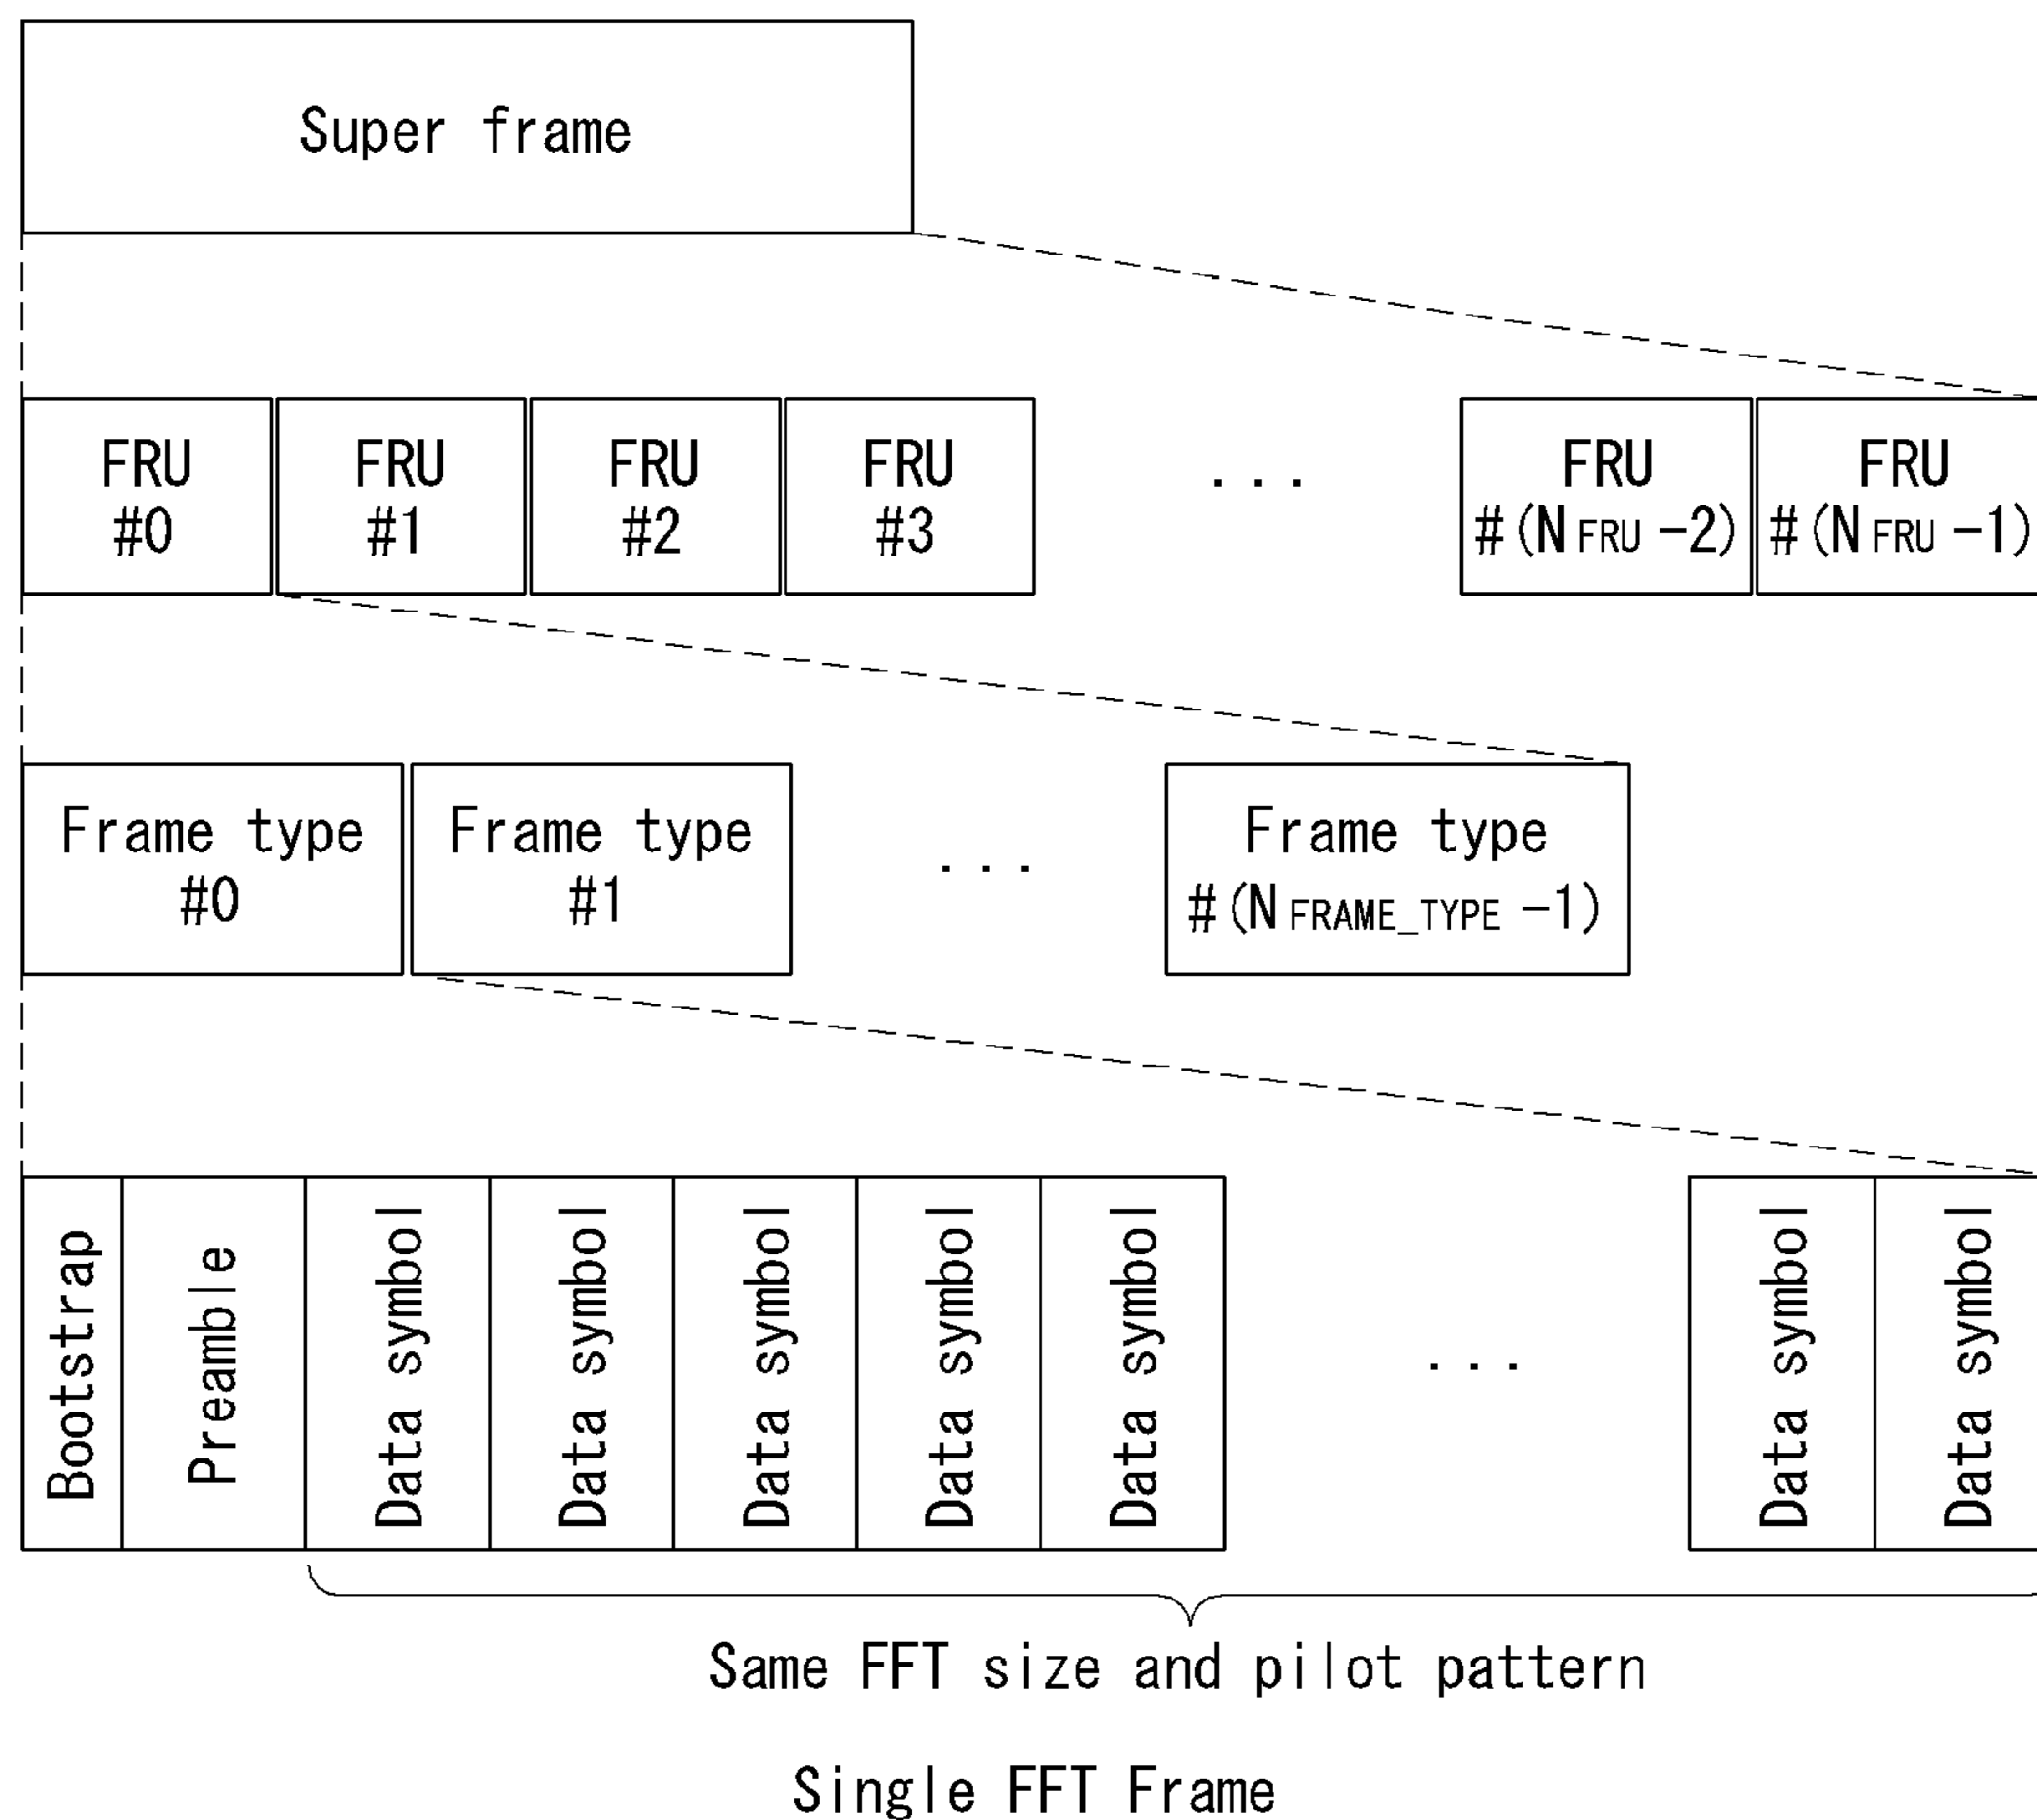 Super frame
FRU
#0
FRU
#1
FRU
#2
FRU
#3
...
FRU
#(NFRU -2)
FRU
#(NFRU -1)
Frame type
#0
Frame type
#1
...
Frame type
#(NFRAME_TYPE -1)
Bootstrap
Preamble
Data symbol
Data symbol
Data symbol
Data symbol
Data symbol
...
Data symbol
Data symbol
Same FFT size and pilot pattern
Single FFT Frame